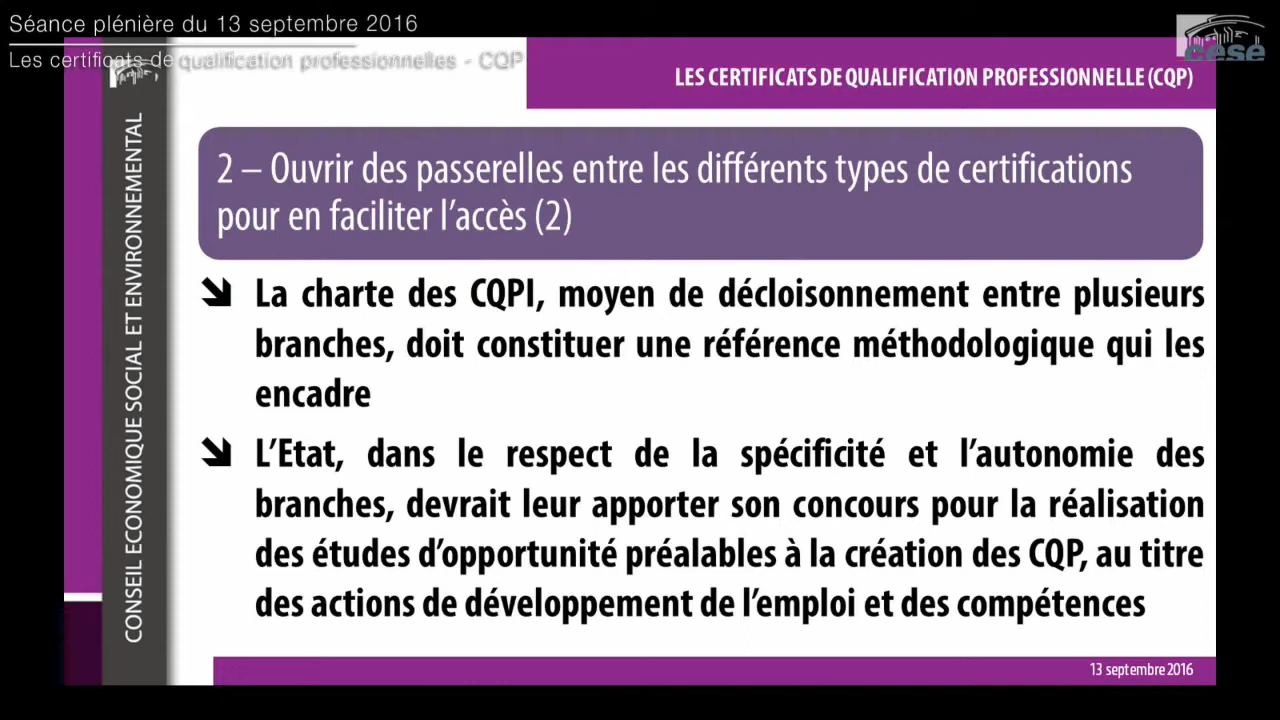 Séance plénière du 13 septembre 2016
Les certificats de qualification professionnelles - CQP
cese
LES CERTIFICATS DE QUALIFICATION PROFESSIONNELLE (CQP)
CONSEIL ECONOMIQUE SOCIAL ET ENVIRONNEMENTAL
2 – Ouvrir des passerelles entre les différents types de certifications
pour en faciliter l’accès (2)
La charte des CQPI, moyen de décloisonnement entre plusieurs
branches, doit constituer une référence méthodologique qui les
encadre
L’Etat, dans le respect de la spécificité et l’autonomie des
branches, devrait leur apporter son concours pour la réalisation
des études d’opportunité préalables à la création des CQP, au titre
des actions de développement de l’emploi et des compétences
13 septembre 2016